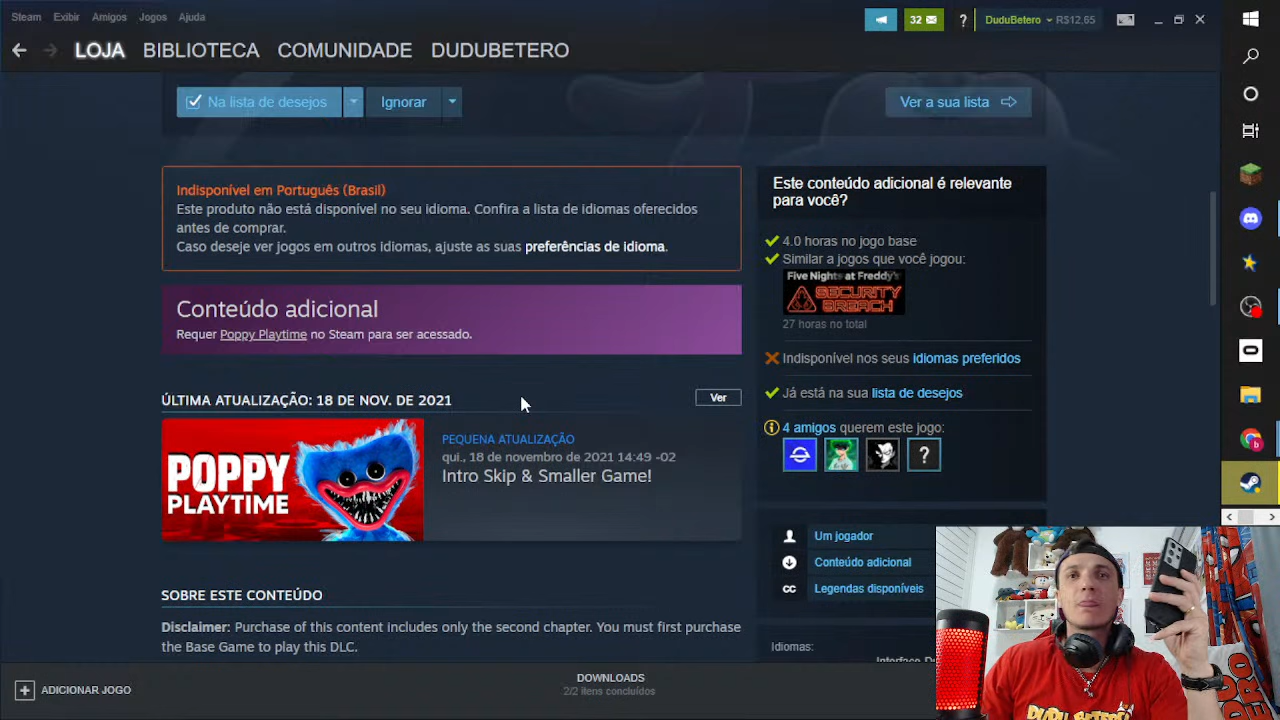 Steam Exibir Amigos Jogos Ajuda
32 ? DuduBetero R$12,65
LOJA BIBLIOTECA COMUNIDADE DUDUBETERO
Na lista de desejos Ignorar Ver a sua lista
Indisponível em Português (Brasil)
Este produto não está disponível no seu idioma. Confira a lista de idiomas oferecidos
antes de comprar.
Caso deseje ver jogos em outros idiomas, ajuste as suas preferências de idioma.
Conteúdo adicional
Requer Poppy Playtime no Steam para ser acessado.
ÚLTIMA ATUALIZAÇÃO: 18 DE NOV. DE 2021 Ver
POPPY
PLAYTIME
PEQUENA ATUALIZAÇÃO
qui., 18 de novembro de 2021 14:49 -02
Intro Skip & Smaller Game!
SOBRE ESTE CONTEÚDO
Disclaimer: Purchase of this content includes only the second chapter. You must first purchase
the Base Game to play this DLC.
Este conteúdo adicional é relevante
para você?
4.0 horas no jogo base
Similar a jogos que você jogou:
Five Nights at Freddy's
SECURITY
BREACH
27 horas no total
Indisponível nos seus idiomas preferidos
Já está na sua lista de desejos
4 amigos querem este jogo:
?
Um jogador
Conteúdo adicional
cc Legendas disponíveis
Idiomas:
ADICIONAR JOGO
DOWNLOADS
2/2 itens concluídos
DUDU BETERO